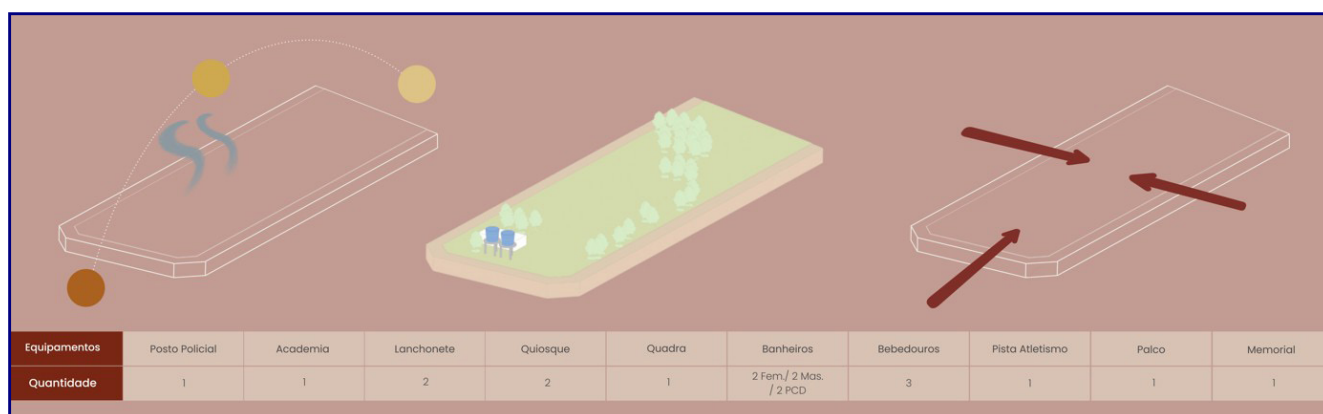 Equipamentos Posto Policial Academia Lanchonete Quiosque Quadra Banheiros Bebedouros Pista Atletismo Palco Memorial
Quantidade 1 1 2 2 1 2 Fem./ 2 Mas. 3 1 1 1
/ 2 PCD